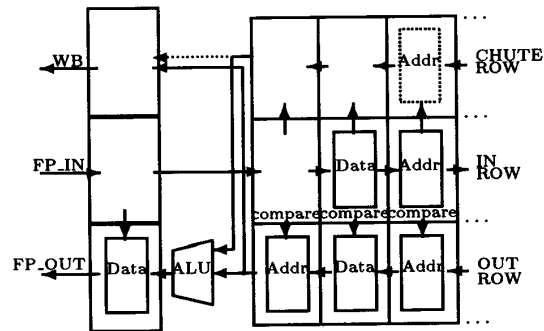 WB
Addr
CHUTE
ROW
...
FP_IN
Data
Addr
IN
ROW
compare compare compare
...
FP_OUT
Data
ALU
Addr
Data
Addr
OUT
ROW
...
...